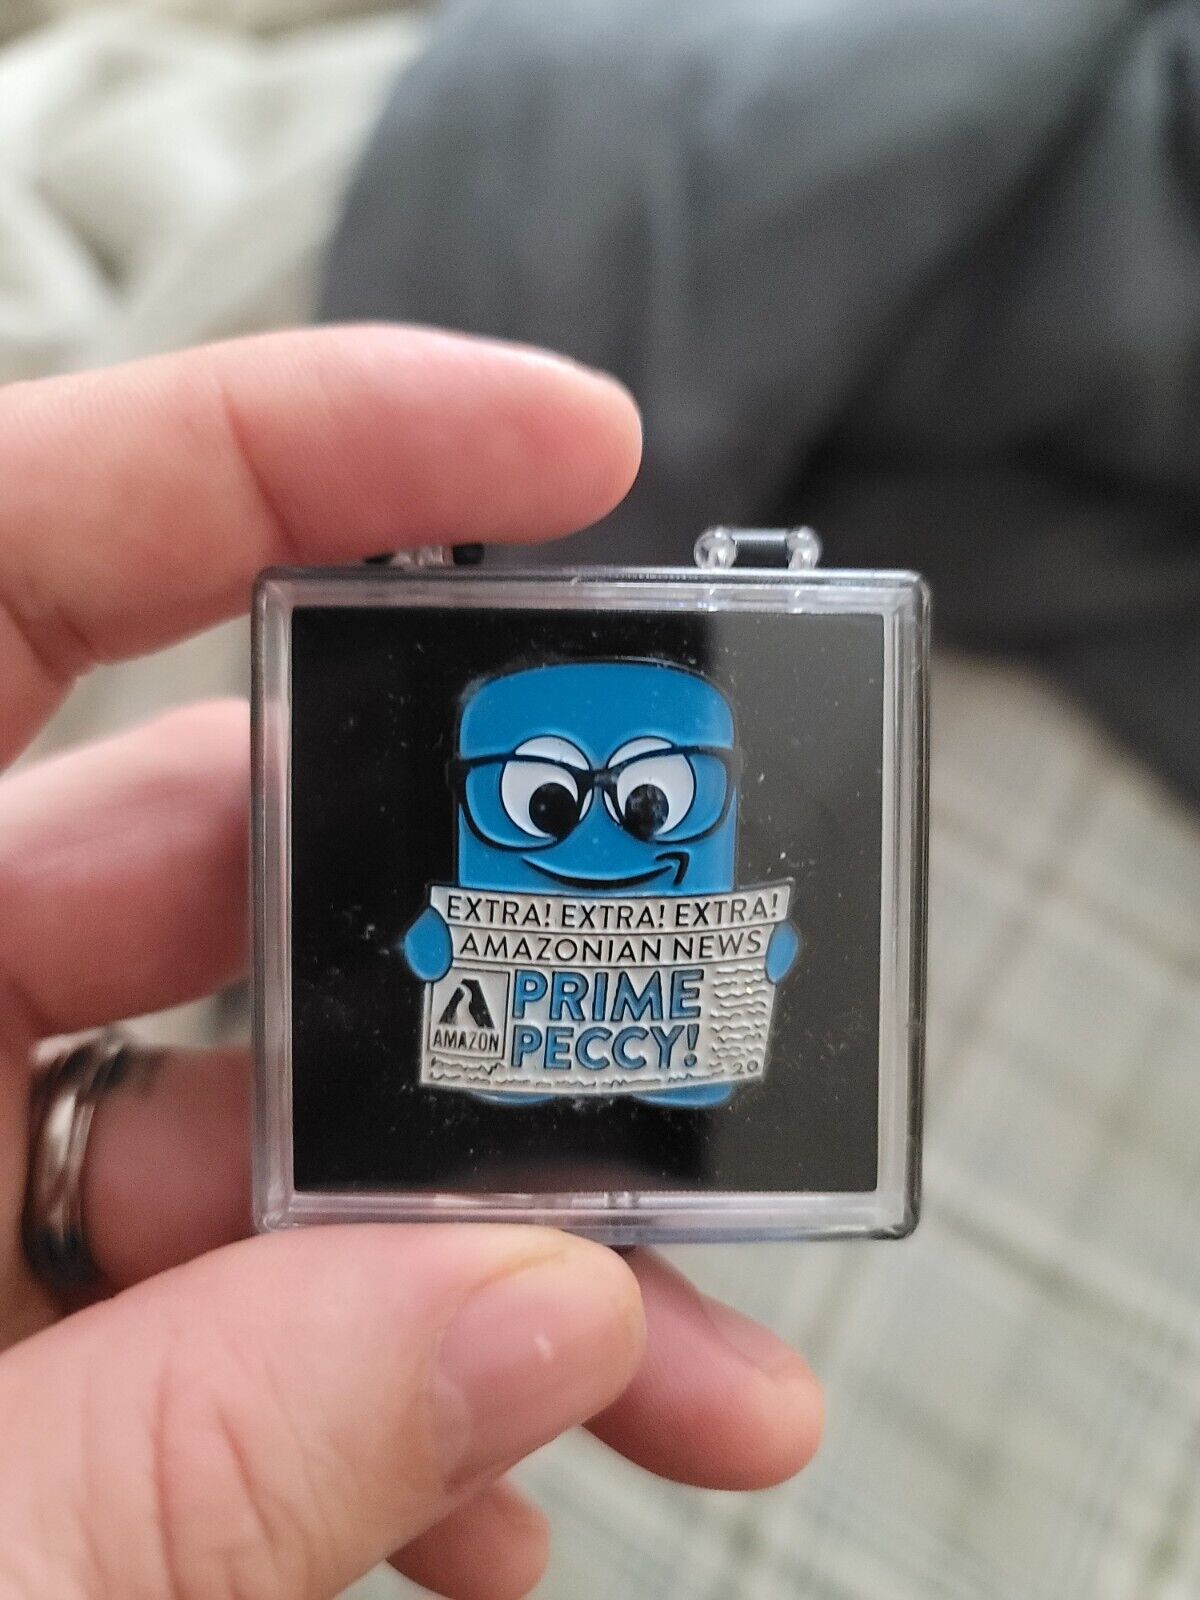 EXTRA! EXTRA! EXTRA!
AMAZONIAN NEWS
PRIME
PECCY!
AMAZON
20